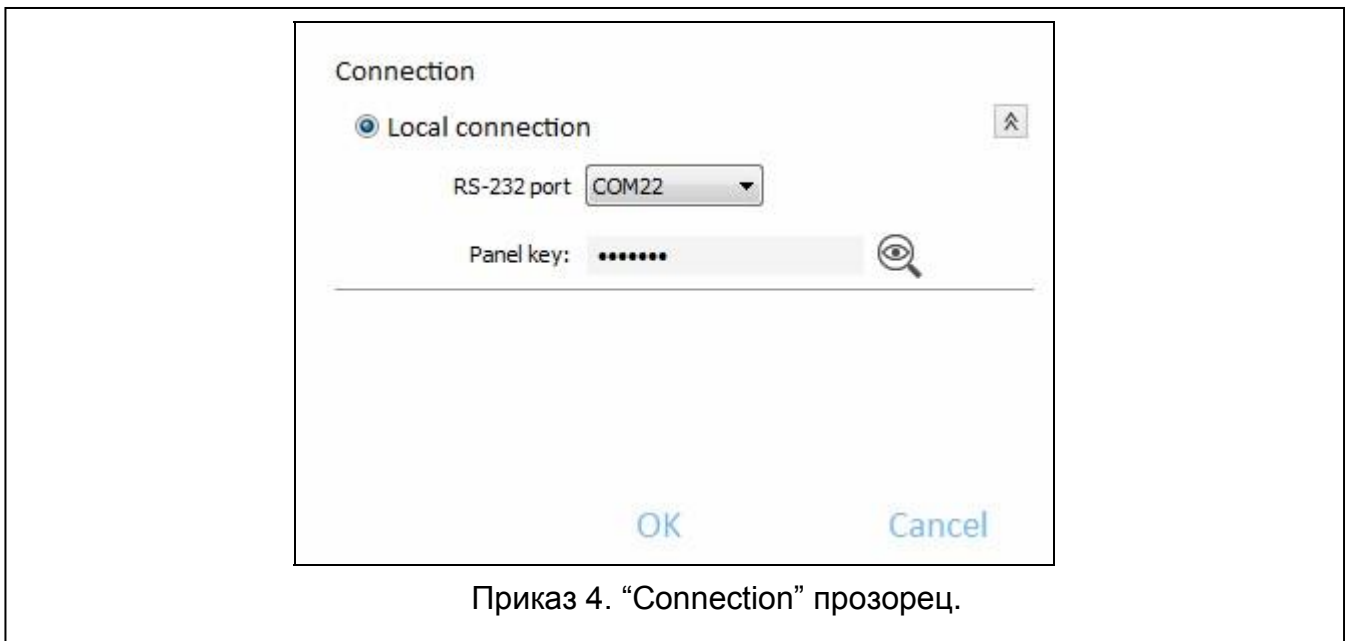 Connection
Local connection
RS-232 port COM22
Panel key: •••••••
OK Cancel
Приказ 4. “Connection” прозорец.